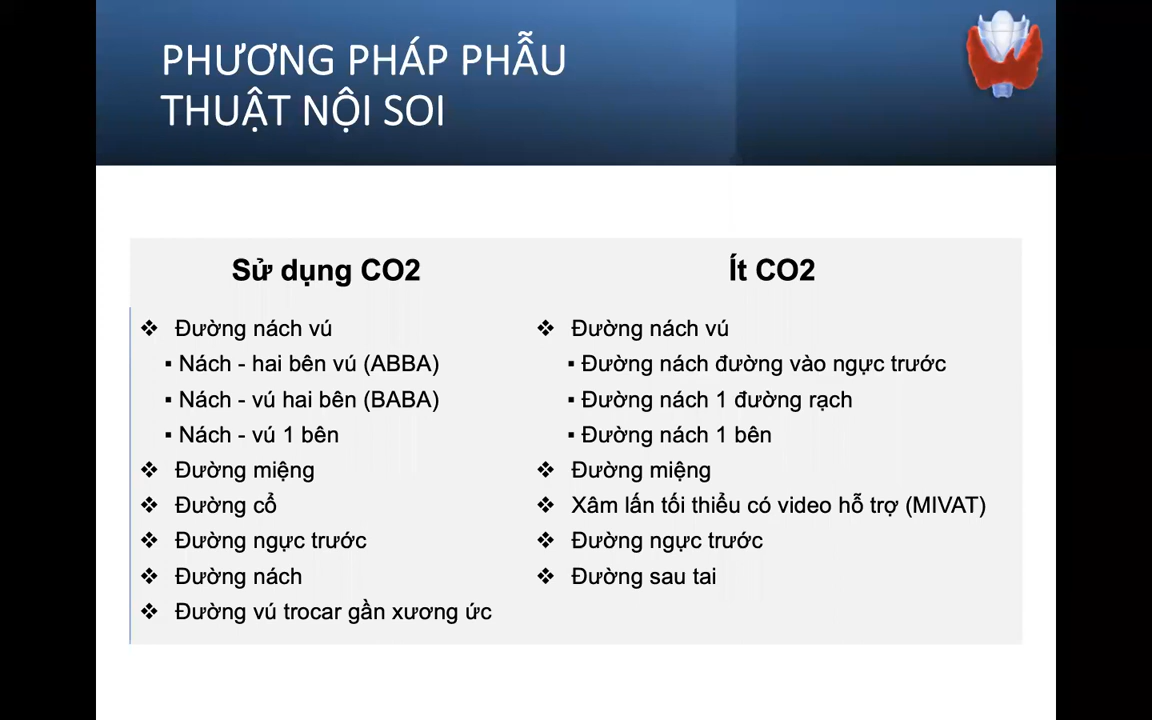 PHƯƠNG PHÁP PHẪU
THUẬT NỘI SOI
Sử dụng CO2
❖ Đường nách vú
▪ Nách - hai bên vú (ABBA)
▪ Nách - vú hai bên (BABA)
▪ Nách - vú 1 bên
❖ Đường miệng
❖ Đường cổ
❖ Đường ngực trước
❖ Đường nách
❖ Đường vú trocar gần xương ức
Ít CO2
❖ Đường nách vú
▪ Đường nách đường vào ngực trước
▪ Đường nách 1 đường rạch
▪ Đường nách 1 bên
❖ Đường miệng
❖ Xâm lấn tối thiểu có video hỗ trợ (MIVAT)
❖ Đường ngực trước
❖ Đường sau tai